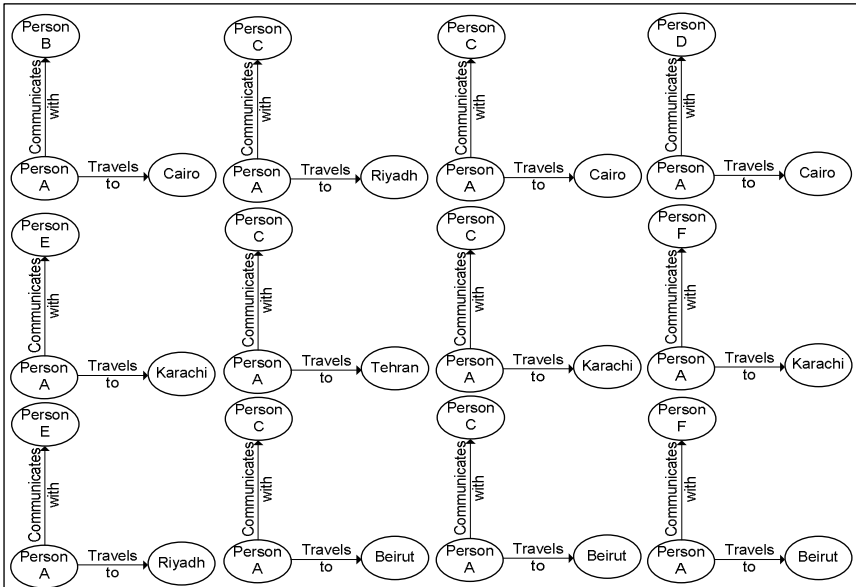 Person
B
Communicates
with
Person
A
Travels
to
Cairo
Person
C
Communicates
with
Person
A
Travels
to
Riyadh
Person
C
Communicates
with
Person
A
Travels
to
Cairo
Person
D
Communicates
with
Person
A
Travels
to
Cairo
Person
E
Communicates
with
Person
A
Travels
to
Karachi
Person
C
Communicates
with
Person
A
Travels
to
Tehran
Person
C
Communicates
with
Person
A
Travels
to
Karachi
Person
F
Communicates
with
Person
A
Travels
to
Karachi
Person
E
Communicates
with
Person
A
Travels
to
Riyadh
Person
C
Communicates
with
Person
A
Travels
to
Beirut
Person
C
Communicates
with
Person
A
Travels
to
Beirut
Person
F
Communicates
with
Person
A
Travels
to
Beirut